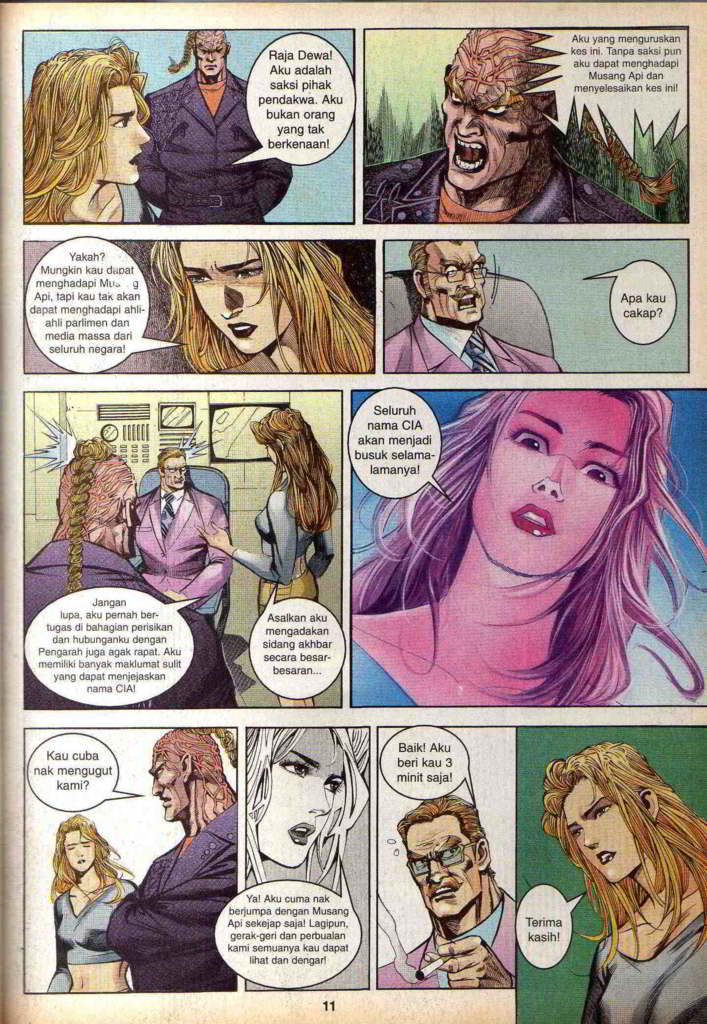 Raja Dewa!
Aku adalah
saksi pihak
pendakwa. Aku
bukan orang
yang tak
berkenaan!
Aku yang menguruskan
kes ini. Tanpa saksi pun
aku dapat menghadapi
Musang Api dan
menyelesaikan kes ini!
Yakah?
Mungkin kau dapat
menghadapi
Api, tapi kau tak akan
dapat menghadapi ahli-
ahli parlimen dan
media massa dari
seluruh negara!
Apa kau
cakap?
Jangan
lupa, aku pernah ber-
tugas di bahagian perisikan
dan hubunganku dengan
Pengarah juga agak rapat. Aku
memiliki banyak maklumat sulit
yang dapat menjejaskan
nama CIA!
Asalkan aku
mengadakan
sidang akhbar
secara besar-
besaran...
Seluruh
nama CIA
akan menjadi
busuk selama-
lamanya!
Kau cuba
nak mengugut
kami?
Ya! Aku cuma nak
berjumpa dengan Musang
Api sekejap saja! Lagipun,
gerak-geri dan perbualan
kami semuanya kau dapat
lihat dan dengar!
Baik! Aku
beri kau 3
minit saja!
Terima
kasih!
11